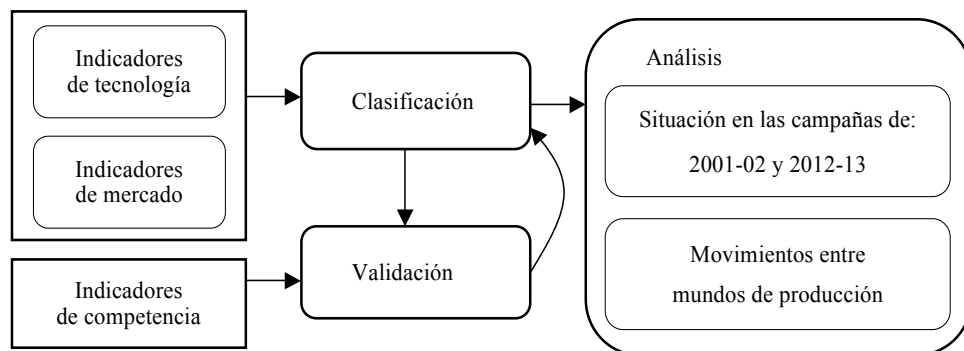 Indicadores
de tecnología
Indicadores
de mercado
Indicadores
de competencia
Clasificación
Validación
Análisis
Situación en las campañas de:
2001-02 y 2012-13
Movimientos entre
mundos de producción